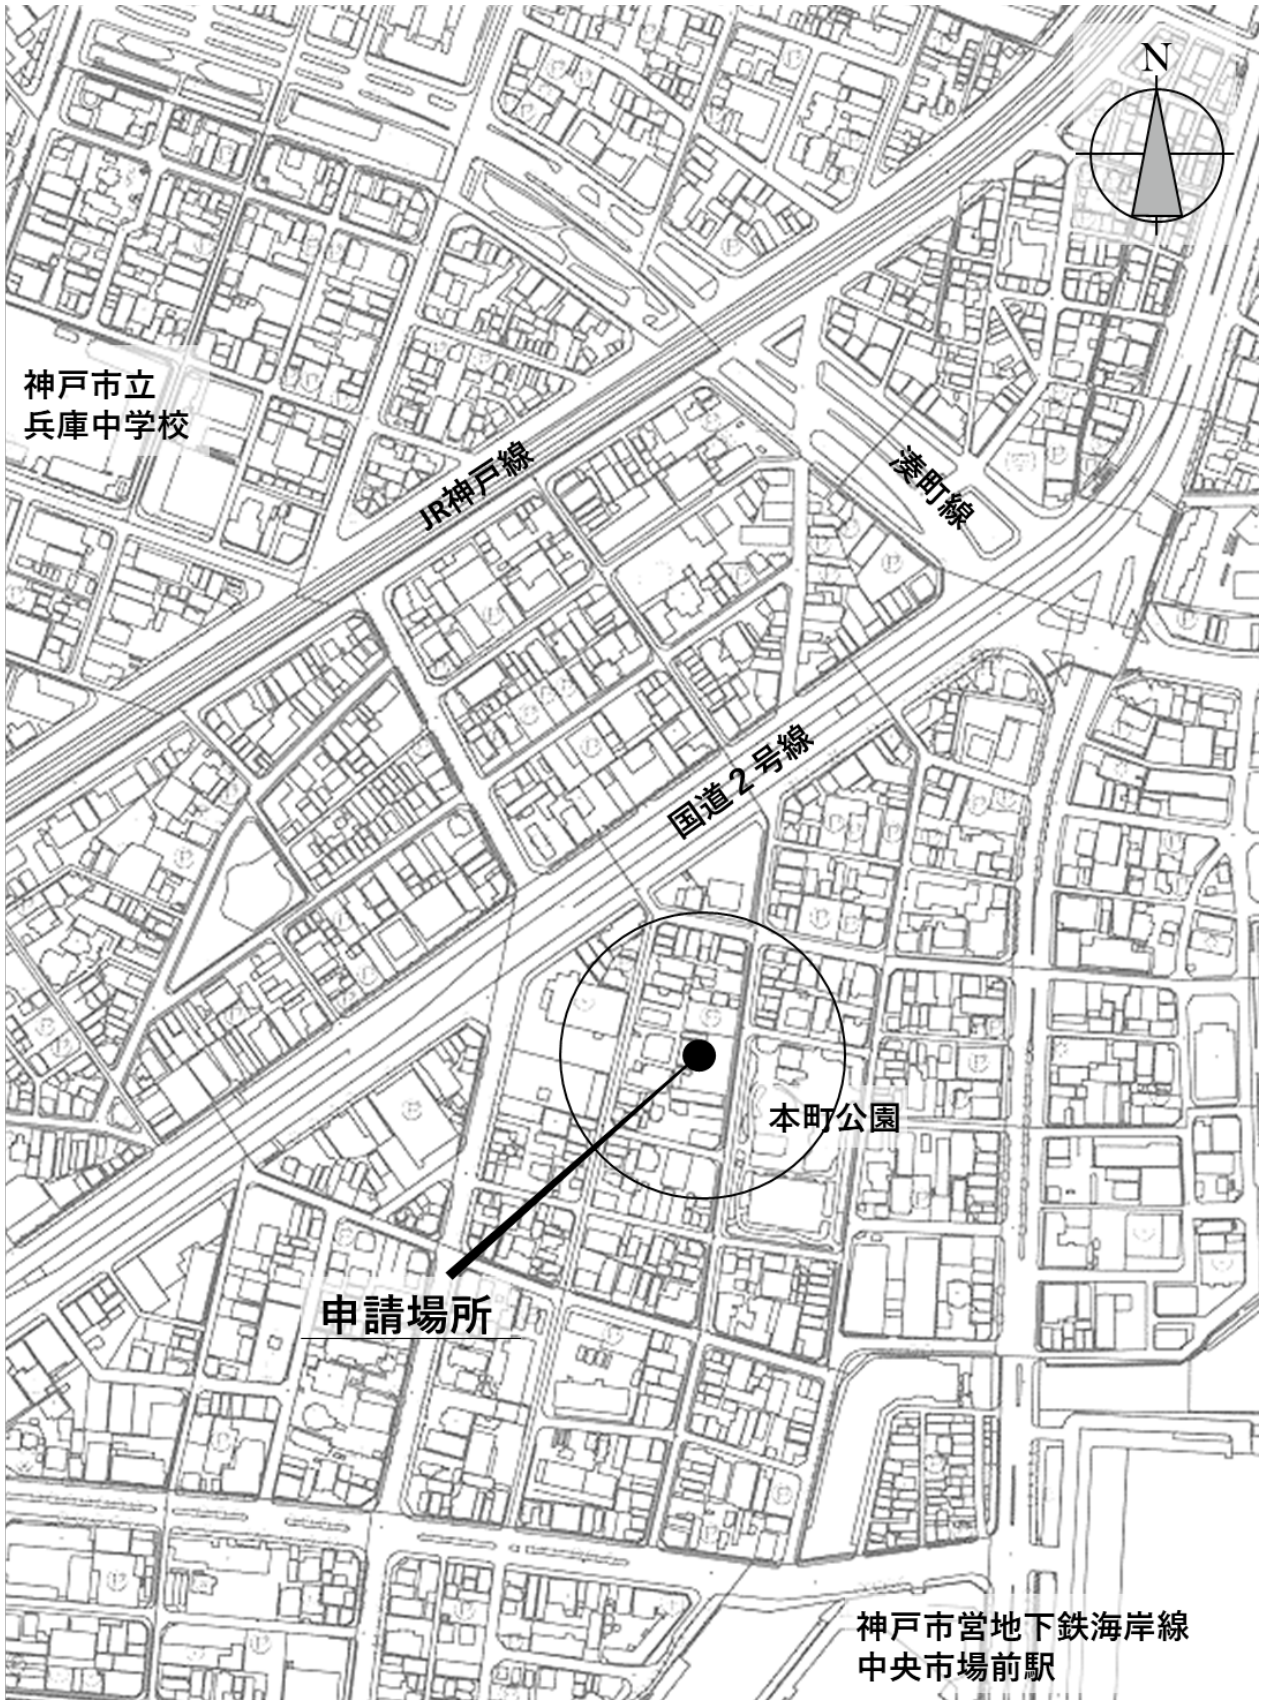 N
神戸市立
兵庫中学校
JR神戸線
湊町線
国道２号線
本町公園
申請場所
神戸市営地下鉄海岸線
中央市場前駅